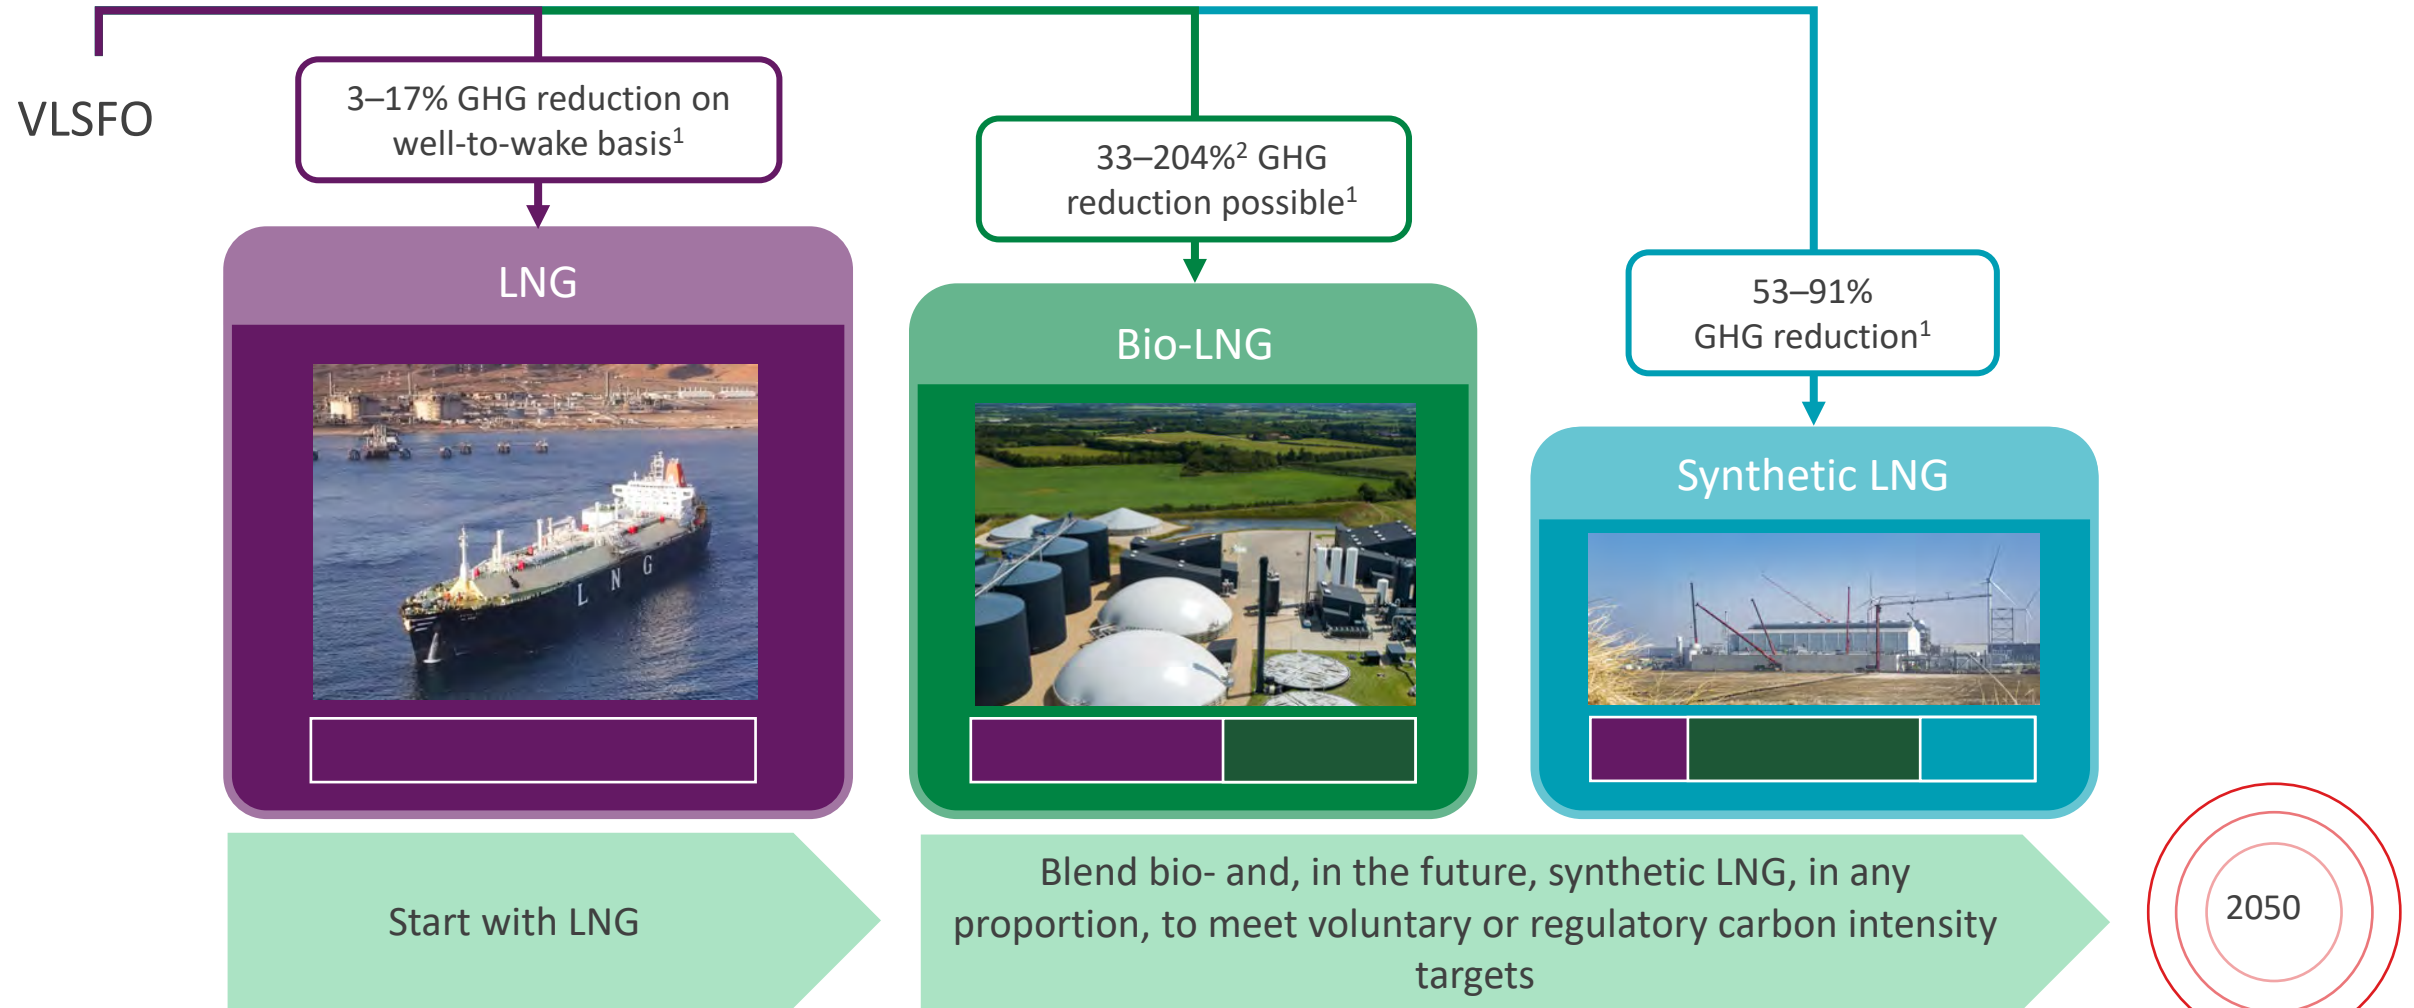 VLSFO
3–17% GHG reduction on
well-to-wake basis1
33–204%2 GHG
reduction possible1
53–91%
GHG reduction1
LNG
Bio-LNG
Synthetic LNG
L N G
Start with LNG
Blend bio- and, in the future, synthetic LNG, in any
proportion, to meet voluntary or regulatory carbon intensity
targets
2050